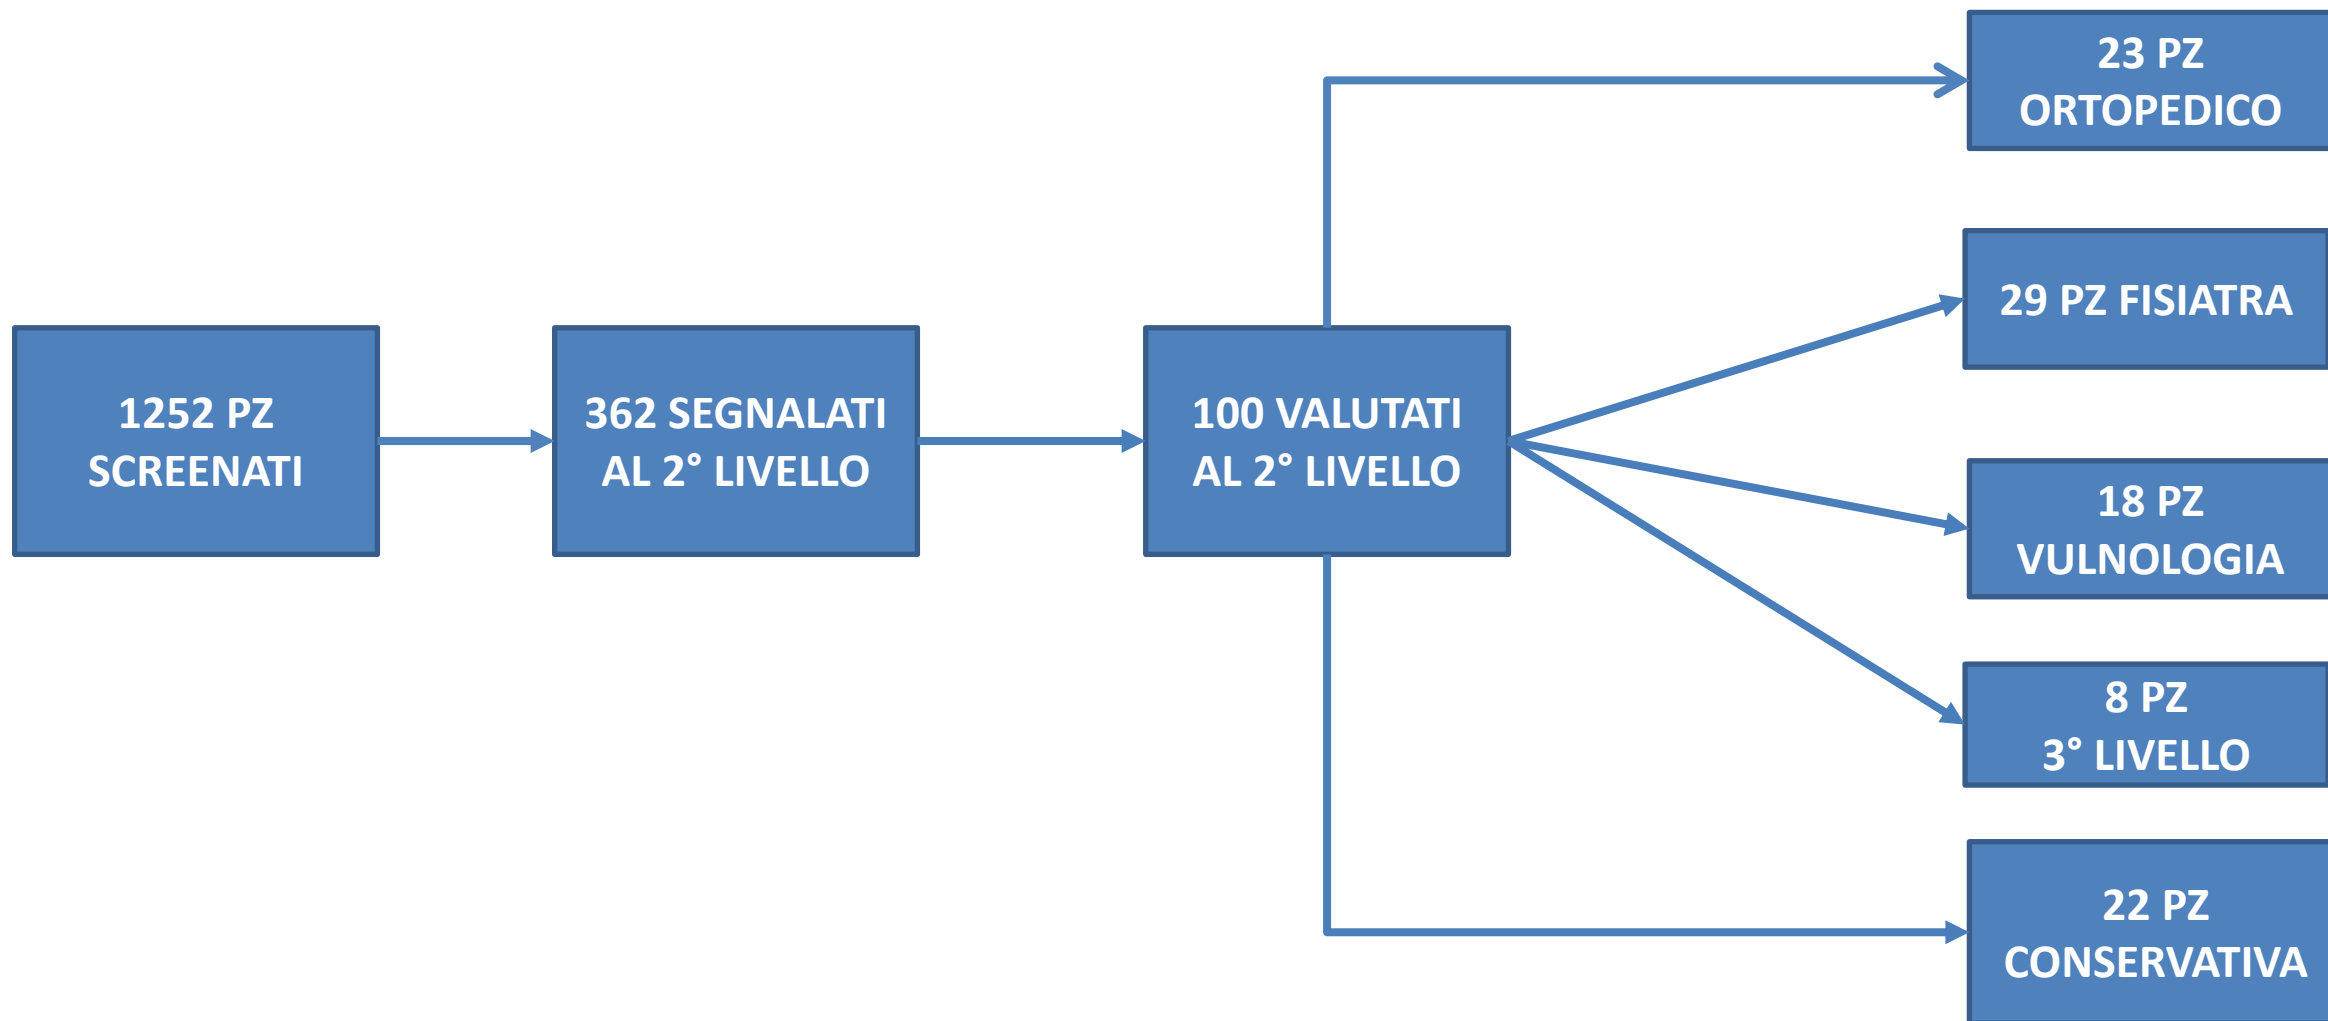 1252 PZ
SCREENATI
362 SEGNALATI
AL 2° LIVELLO
100 VALUTATI
AL 2° LIVELLO
23 PZ
ORTOPEDICO
29 PZ FISIATRA
18 PZ
VULNOLOGIA
8 PZ
3° LIVELLO
22 PZ
CONSERVATIVA